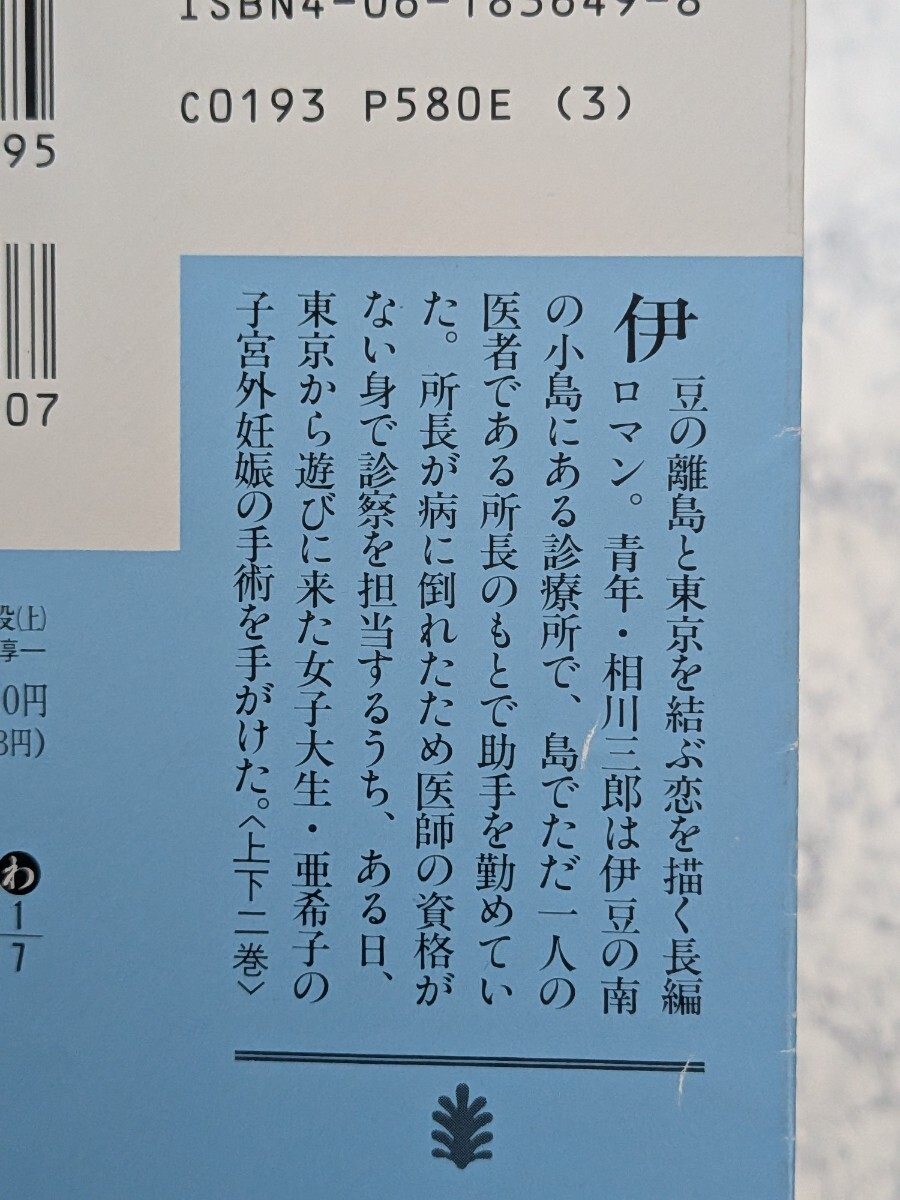 C0193 P580E (3)
95
07
伊豆の離島と東京を結ぶ恋を描く長編
ロマン。青年・相川三郎は伊豆の南
の小島にある診療所で、島でただ一人の
医者である所長のもとで助手を勤めてい
た。所長が病に倒れたため医師の資格が
ない身で診察を担当するうち、ある日、
東京から遊びに来た女子大生・亜希子の
子宮外妊娠の手術を手がけた。〈上下二巻〉
(上)
淳一
0円
円)
わ
1
7